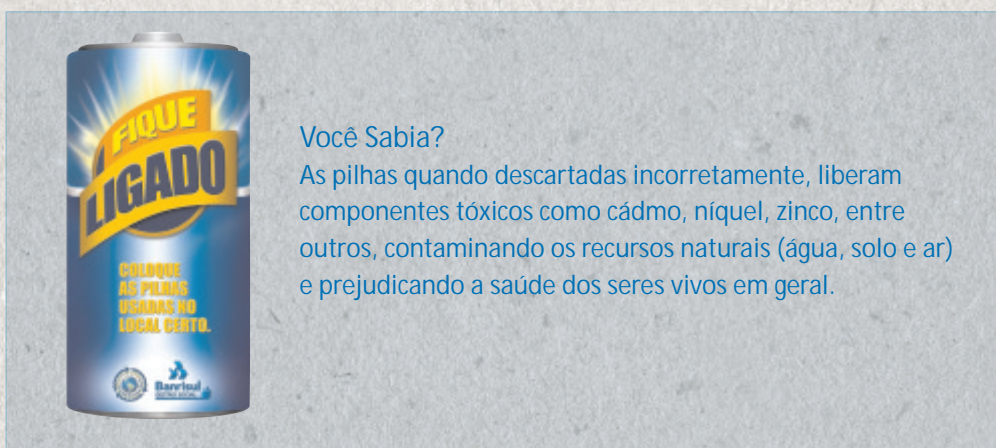 FIQUE
LIGADO
COLOQUE
AS PILHAS
USADAS NO
LOCAL CERTO.
Banrisul
Você Sabia?
As pilhas quando descartadas incorretamente, liberam
componentes tóxicos como cádmo, níquel, zinco, entre
outros, contaminando os recursos naturais (água, solo e ar)
e prejudicando a saúde dos seres vivos em geral.